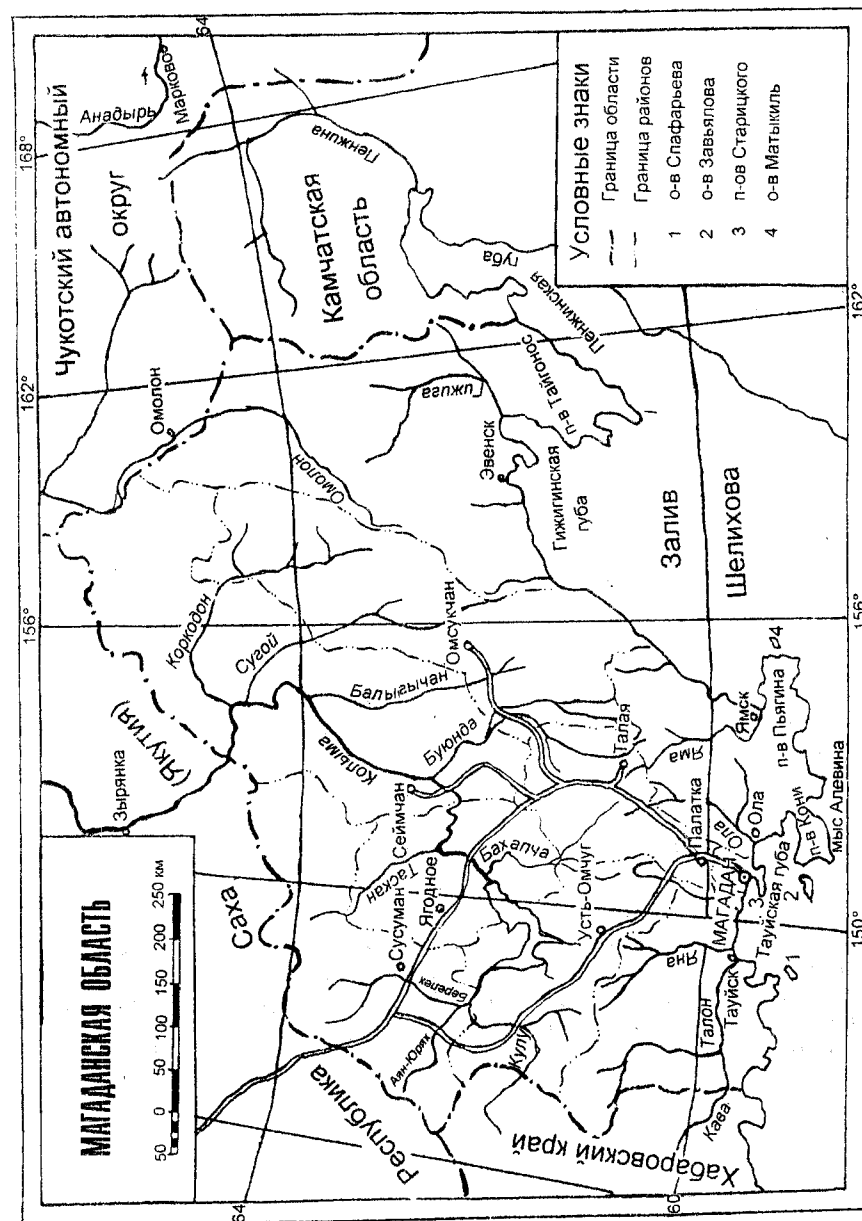 МАГАДАНСКАЯ ОБЛАСТЬ
50 0 50 100 150 200 250 км
Чукотский автономный
округ
Анадырь
Марково
Камчатская
область
Пенжина
Пенжинская
губа
п-в Тайгонос
Гижига
Омолон
Омолон
Эвенск
Гижигинская
губа
Залив
Шелихова
Республика
Саха
(ЯКУТИЯ)
Зырянка
Коркодон
Сугой
Балыгычан
Омсукчан
Буюнда
Колыма
Сеймчан
Таскан
Ягодное
Сусуман
Бахапча
Берелех
Аян-Юрях
Кулу
Усть-Омчуг
Талая
Яма
Ямск
п-в Пьягина
Палатка
Ола
Ола
МАГАДАН
п-в Кони
мыс Алевина
Тауйская губа
Яна
Тауйск
Талон
Кава
Хабаровский край
1
2
3
4
64
64
60
150°
156°
156°
162°
162°
168°
Условные знаки
Граница области
Граница районов
1 о-в Спафарьева
2 о-в Завьялова
3 п-ов Старицкого
4 о-в Матыкиль